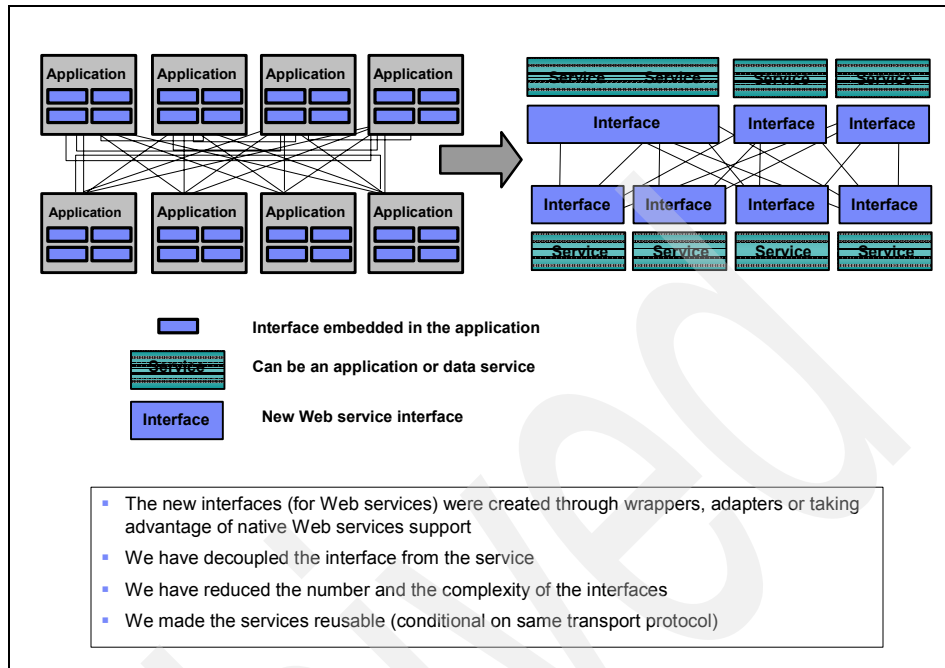 Application Application Application Application
Service Service Service Service
Interface Interface Interface
Application Application Application Application
Interface Interface Interface Interface
Service Service Service Service
Interface embedded in the application
Service Can be an application or data service
Interface New Web service interface
▪ The new interfaces (for Web services) were created through wrappers, adapters or taking
advantage of native Web services support
▪ We have decoupled the interface from the service
▪ We have reduced the number and the complexity of the interfaces
▪ We made the services reusable (conditional on same transport protocol)